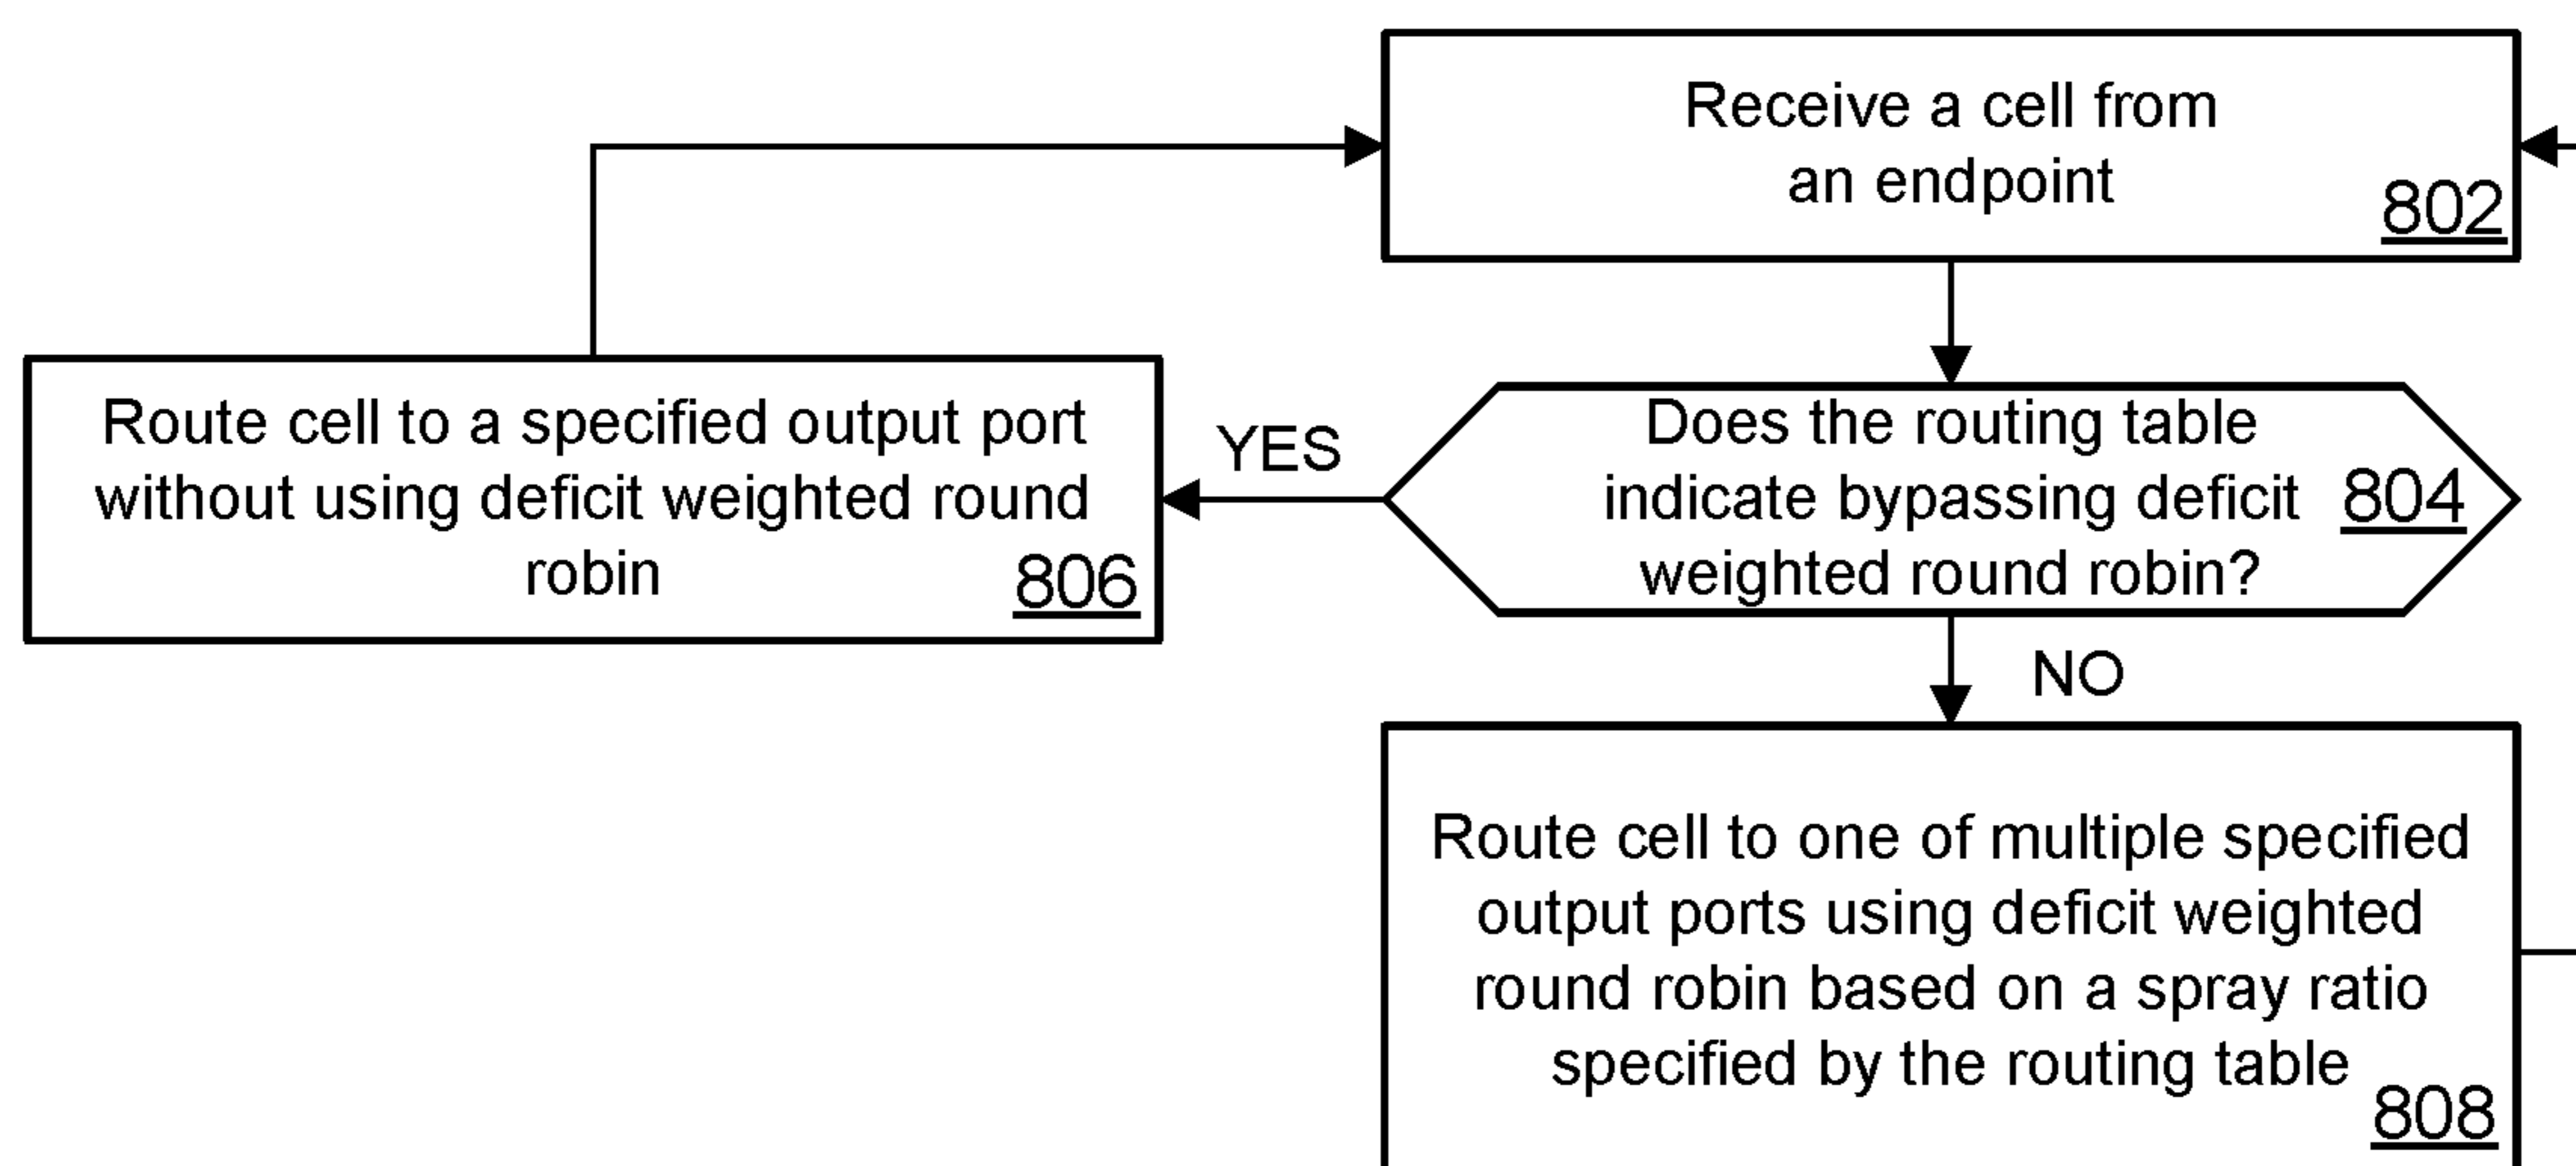 Receive a cell from
an endpoint
802
Does the routing table
indicate bypassing deficit
weighted round robin?
804
YES
Route cell to a specified output port
without using deficit weighted round
robin
806
NO
Route cell to one of multiple specified
output ports using deficit weighted
round robin based on a spray ratio
specified by the routing table
808